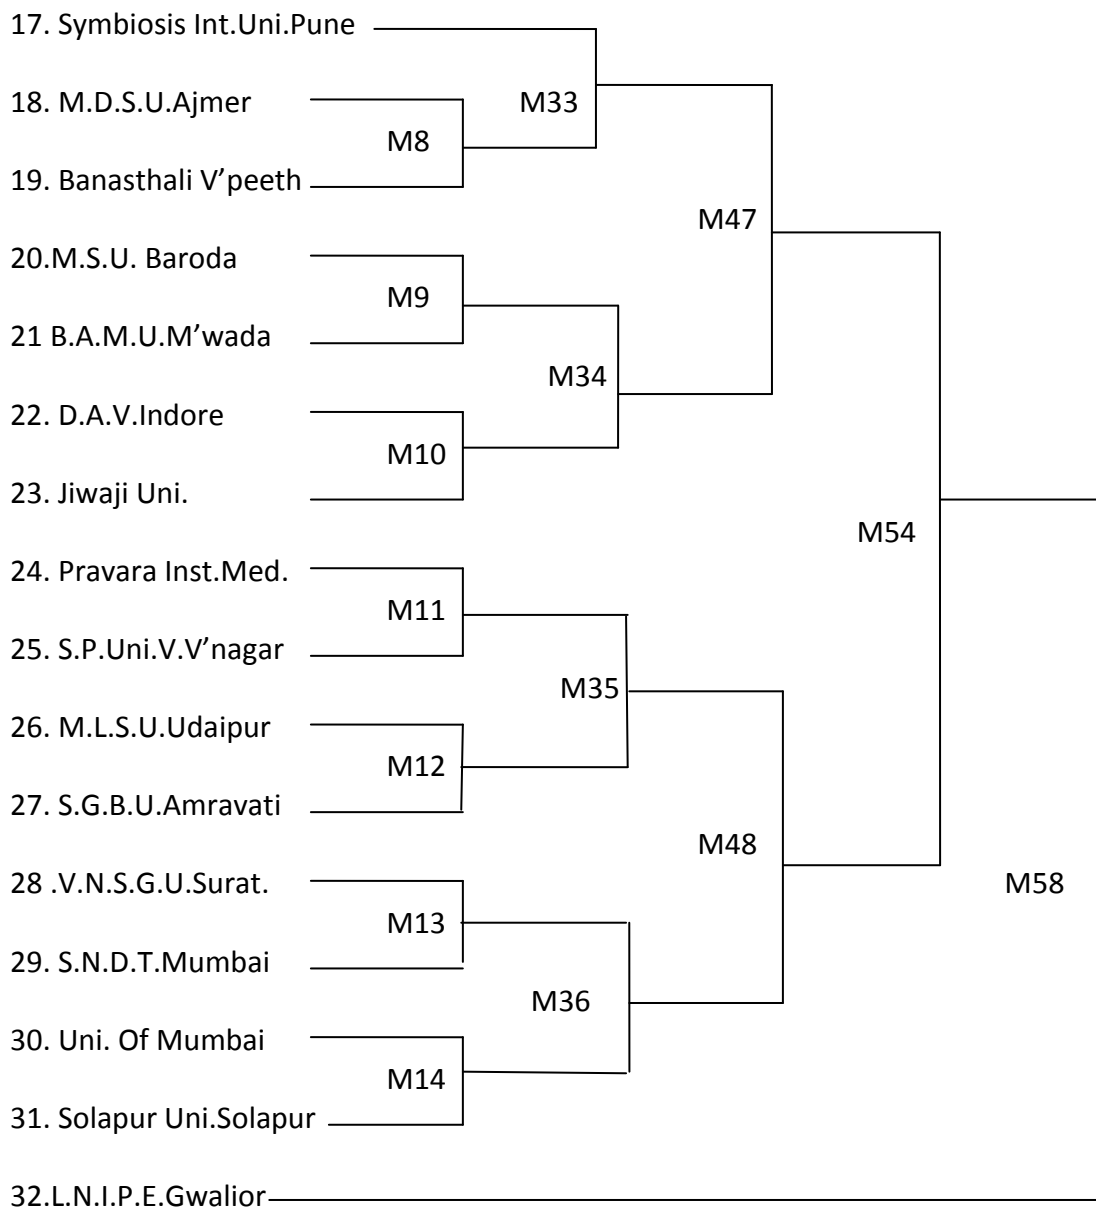 17. Symbiosis Int.Uni.Pune
18. M.D.S.U.Ajmer
M33
M8
19. Banasthali V’peeth
M47
20.M.S.U. Baroda
M9
21 B.A.M.U.M’wada
M34
22. D.A.V.Indore
M10
23. Jiwaji Uni.
M54
24. Pravara Inst.Med.
M11
25. S.P.Uni.V.V’nagar
M35
26. M.L.S.U.Udaipur
M12
27. S.G.B.U.Amravati
M48
28 .V.N.S.G.U.Surat.
M58
M13
29. S.N.D.T.Mumbai
M36
30. Uni. Of Mumbai
M14
31. Solapur Uni.Solapur
32.L.N.I.P.E.Gwalior